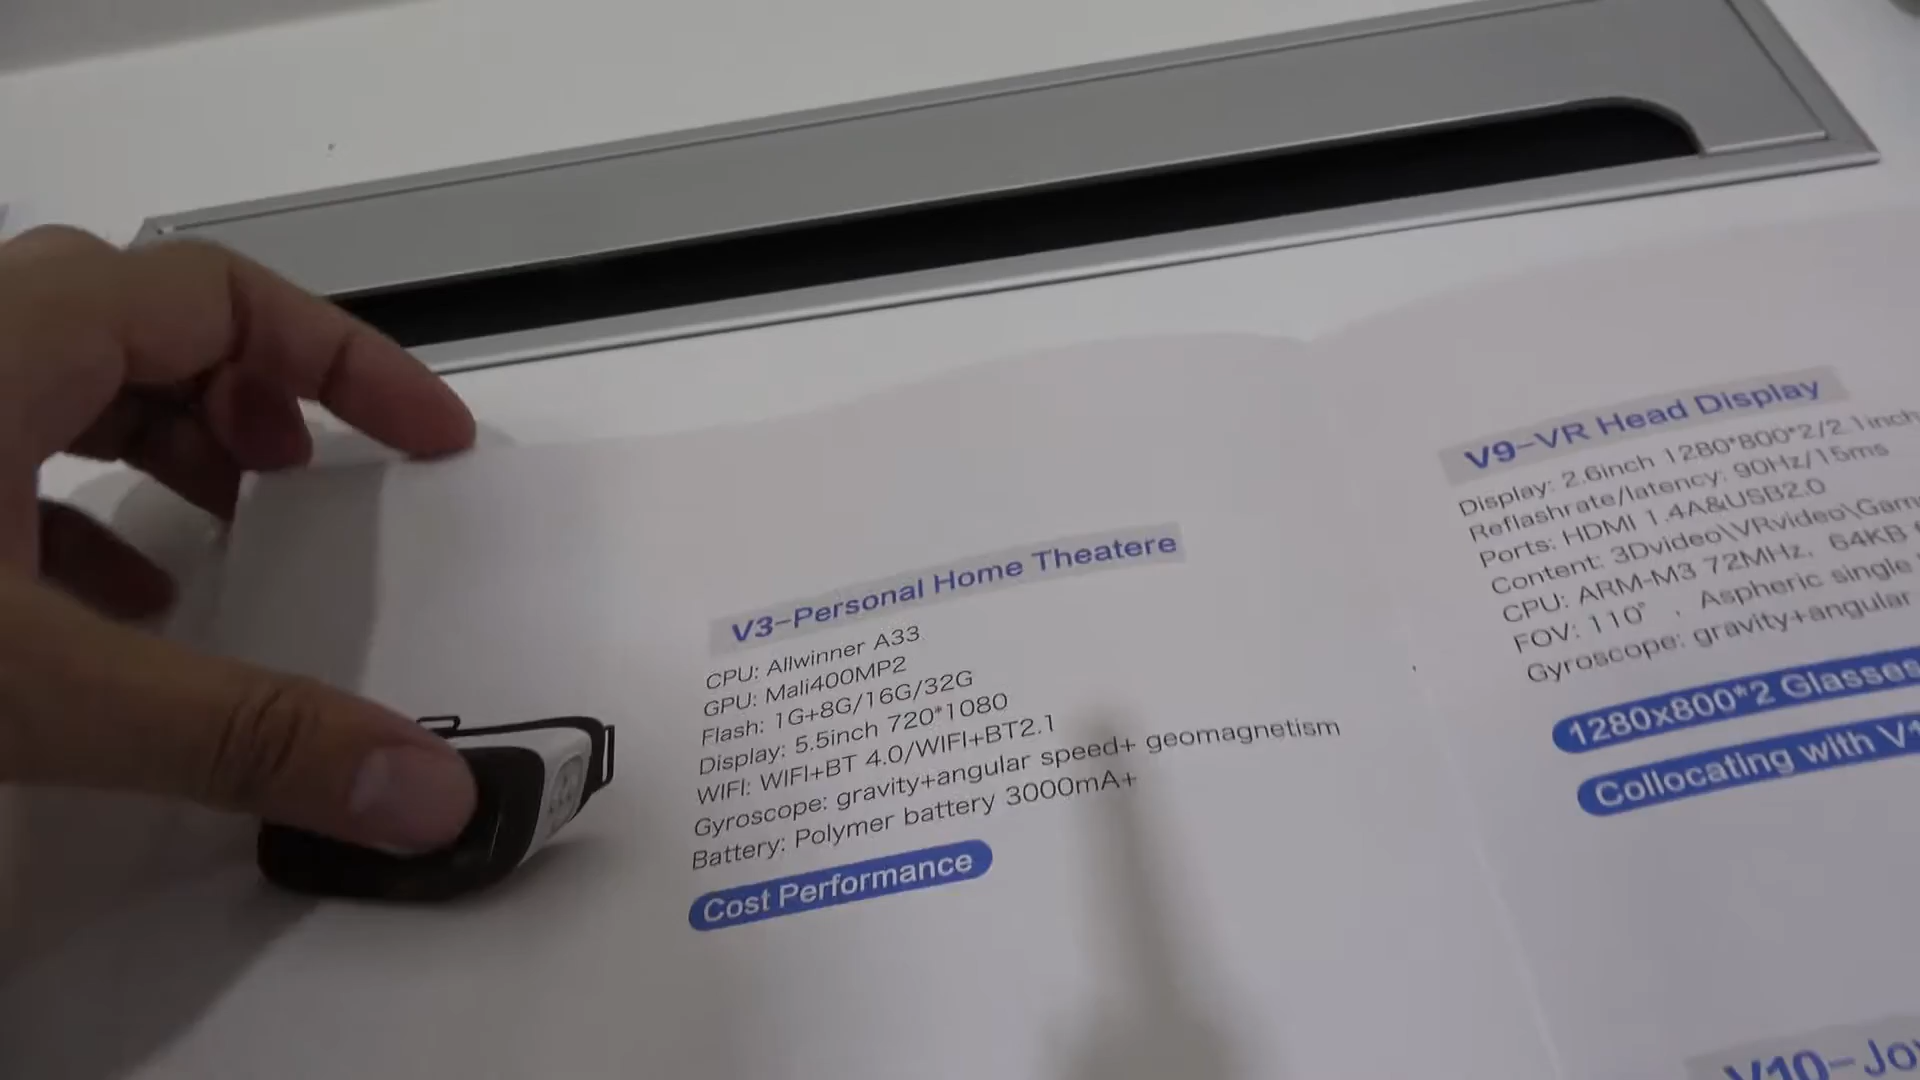 V3-Personal Home Theatere
CPU: Allwinner A33
GPU: Mali400MP2
Flash: 1G+8G/16G/32G
Display: 5.5inch 720*1080
WIFI: WIFI+BT 4.0/WIFI+BT2.1
Gyroscope: gravity+angular speed+ geomagnetism
Battery: Polymer battery 3000mA+
Cost Performance
V9-VR Head Display
Display: 2.6inch 1280*800*2/2.1inch
Reflashrate/latency: 90Hz/15ms
Ports: HDMI 1.4A&USB2.0
Content: 3Dvideo\VRvideo\Gam
CPU: ARM-M3 72MHz, 64KB
FOV: 110°, Aspheric single
Gyroscope: gravity+angular
1280x800*2 Glasses
Collocating with V1
V10-Jo